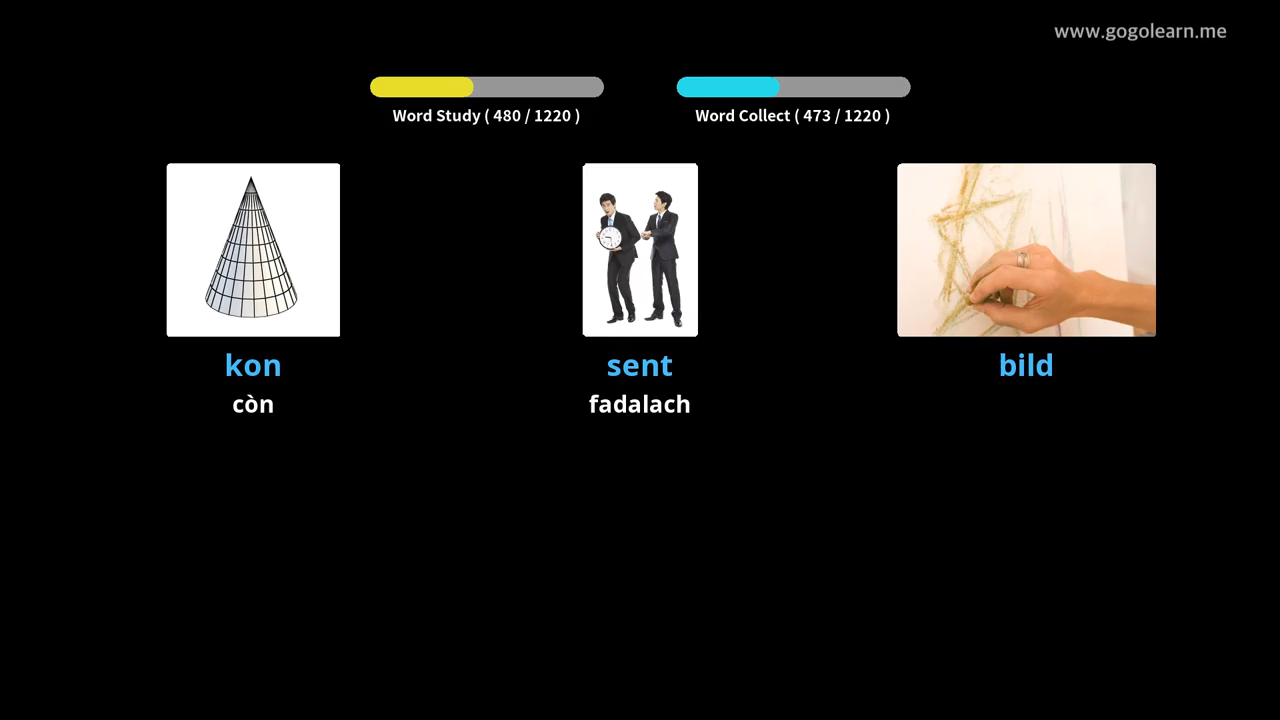 www.gogolearn.me
Word Study ( 480 / 1220 )
Word Collect ( 473 / 1220 )
kon
còn
sent
fadalach
bild